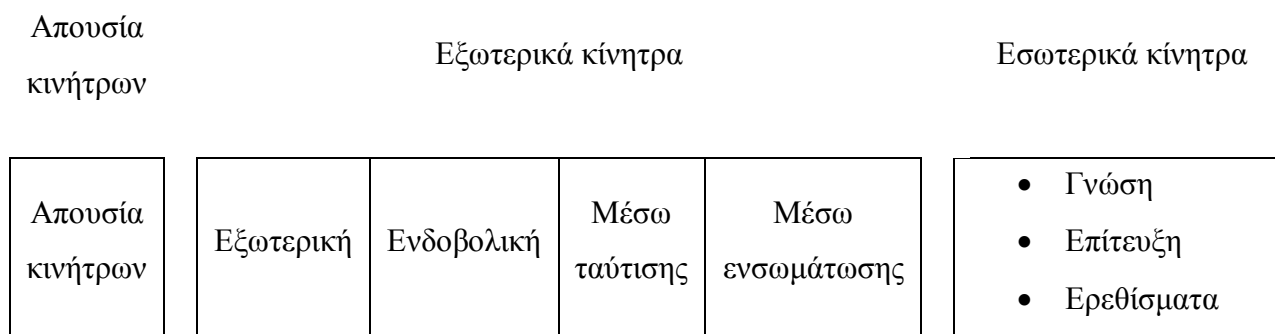 Απουσία
κινήτρων
Εξωτερικά κίνητρα
Εσωτερικά κίνητρα
Απουσία
κινήτρων
Εξωτερική
Ενδοβολική
Μέσω
ταύτισης
Μέσω
ενσωμάτωσης
• Γνώση
• Επίτευξη
• Ερεθίσματα